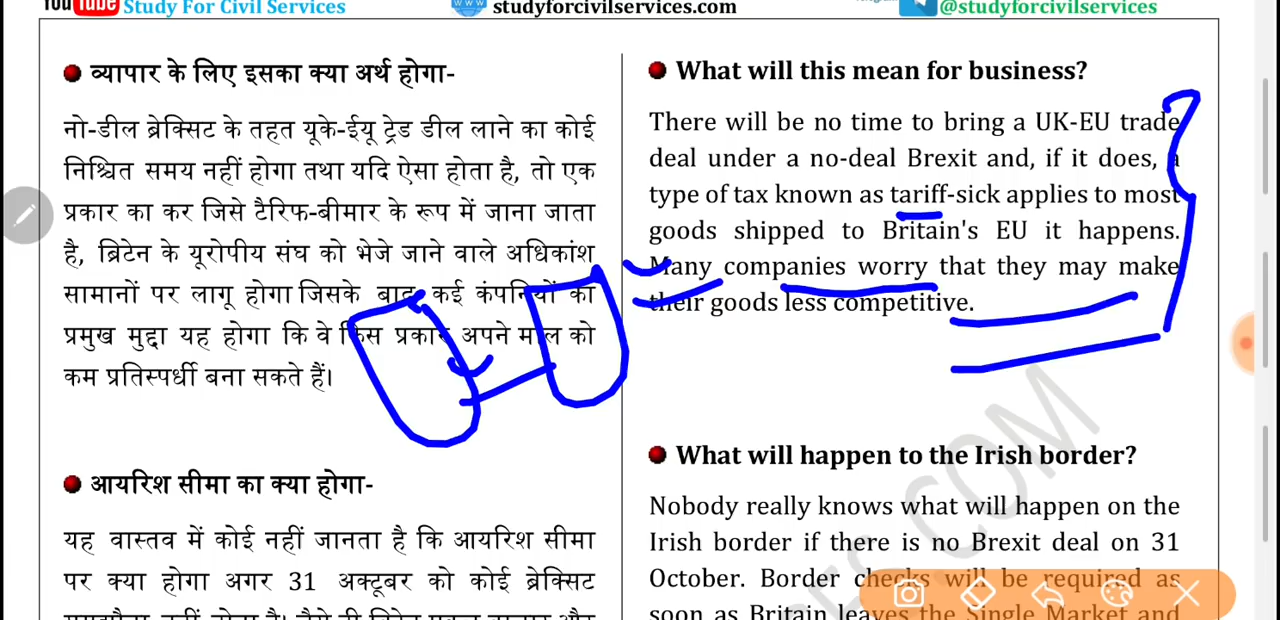 YouTube Study For Civil Services
studyforcivilservices.com
@studyforcivilservices
व्यापार के लिए इसका क्या अर्थ होगा-
नो-डील ब्रेक्सिट के तहत यूके-ईयू ट्रेड डील लाने का कोई
निश्चित समय नहीं होगा तथा यदि ऐसा होता है, तो एक
प्रकार का कर जिसे टैरिफ-बीमार के रूप में जाना जाता
है, ब्रिटेन के यूरोपीय संघ को भेजे जाने वाले अधिकांश
सामानों पर लागू होगा जिसके बाद कई कंपनियों का
प्रमुख मुद्दा यह होगा कि वे किस प्रकार अपने माल को
कम प्रतिस्पर्धी बना सकते हैं।
आयरिश सीमा का क्या होगा-
यह वास्तव में कोई नहीं जानता है कि आयरिश सीमा
पर क्या होगा अगर 31 अक्टूबर को कोई ब्रेक्सिट
What will this mean for business?
There will be no time to bring a UK-EU trade
deal under a no-deal Brexit and, if it does, a
type of tax known as tariff-sick applies to most
goods shipped to Britain's EU it happens.
Many companies worry that they may make
their goods less competitive.
What will happen to the Irish border?
Nobody really knows what will happen on the
Irish border if there is no Brexit deal on 31
October. Border checks will be required as
soon as Britain leaves the Single Market and